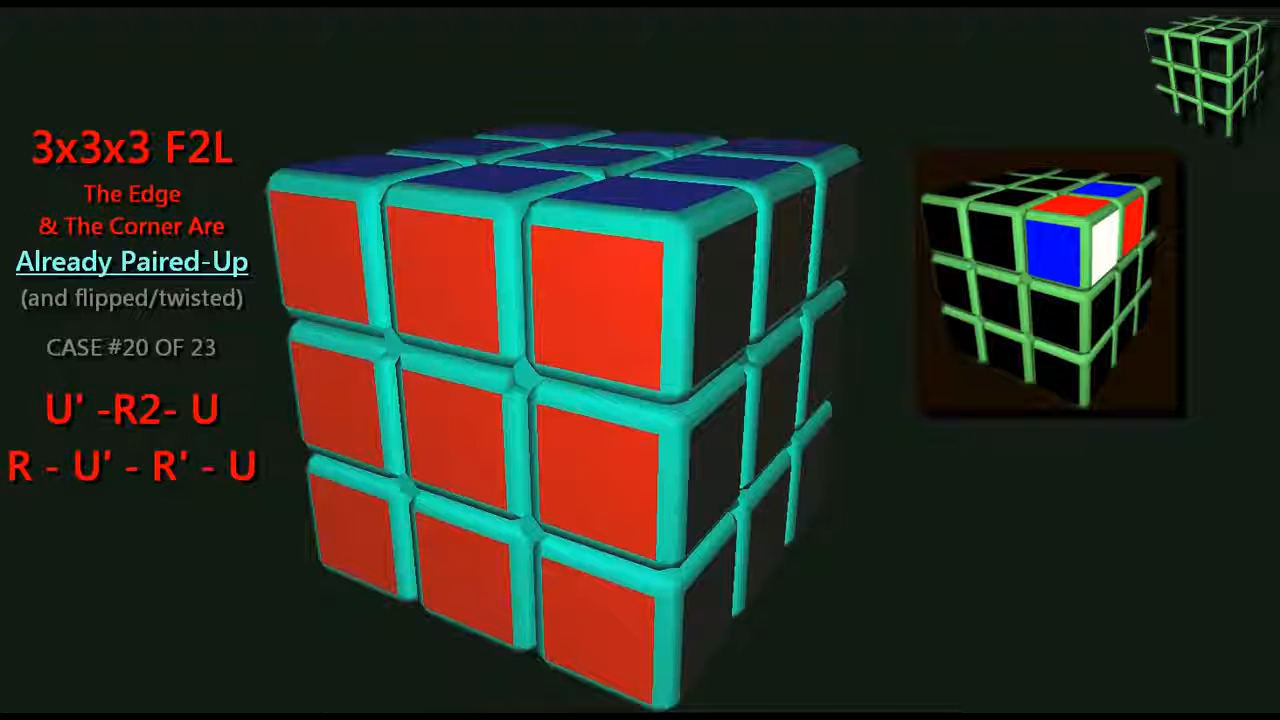 3x3x3 F2L
The Edge
& The Corner Are
Already Paired-Up
(and flipped/twisted)
CASE #20 OF 23
U' -R2- U
R - U' - R' - U